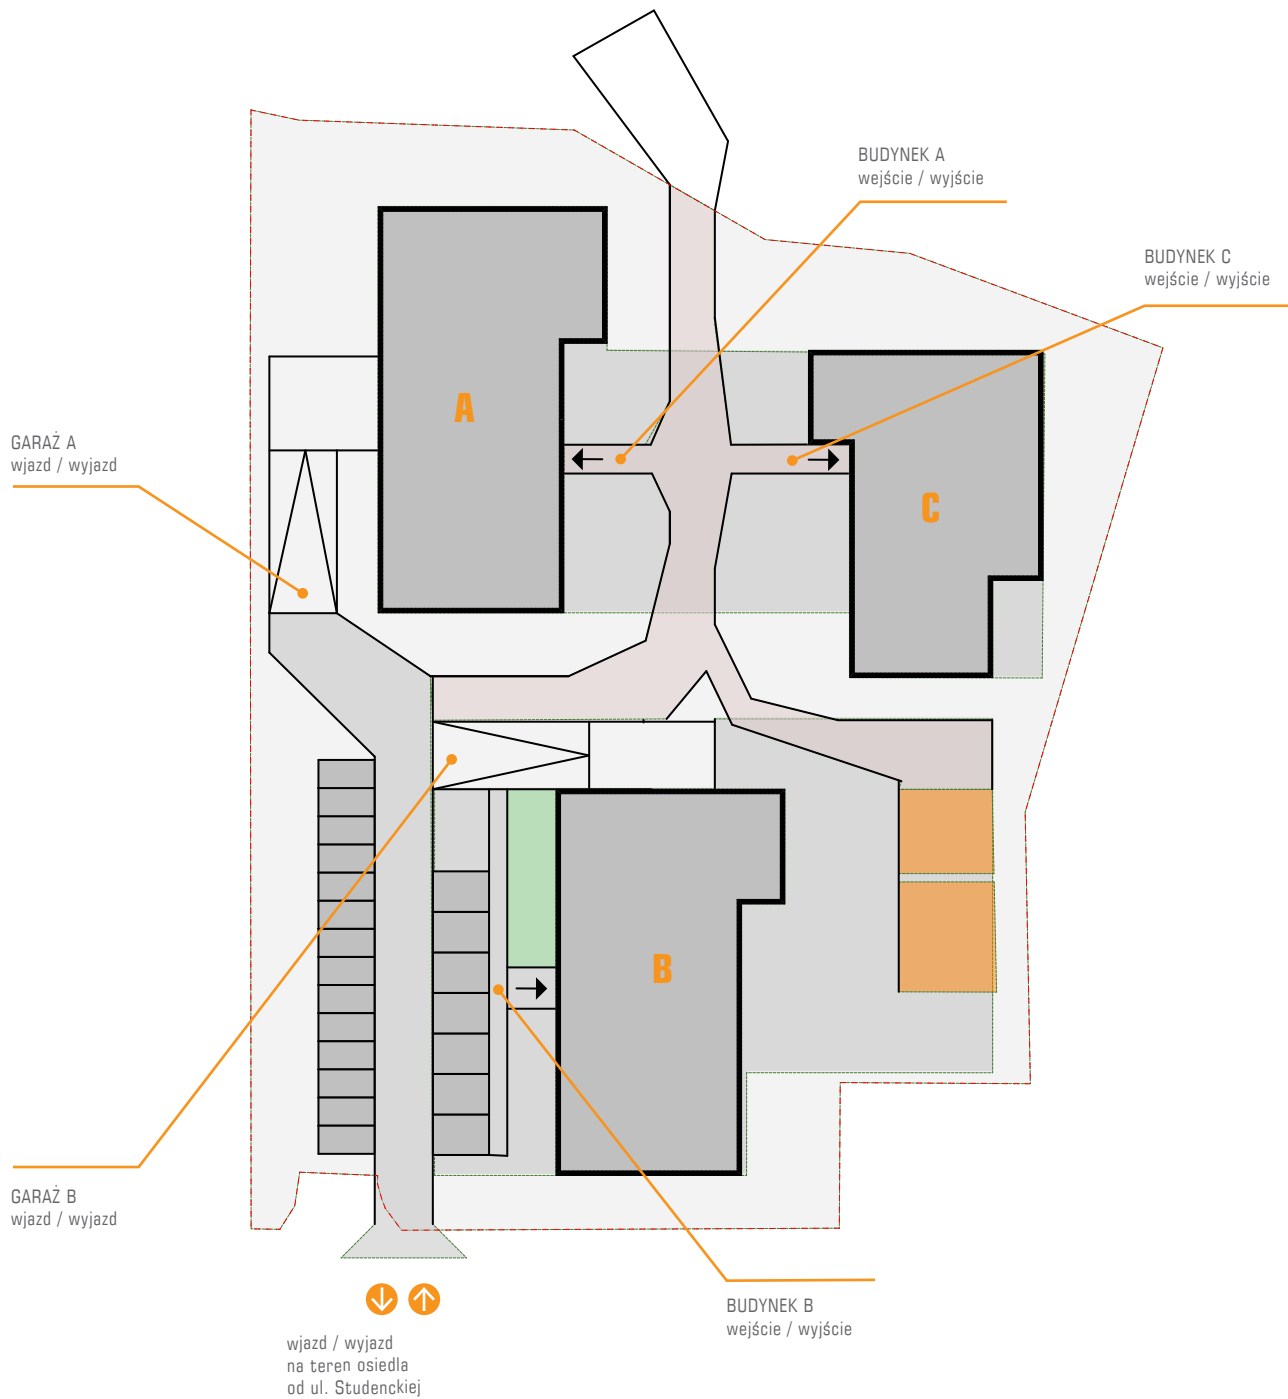 BUDYNEK A
wejście / wyjście
BUDYNEK C
wejście / wyjście
A
GARAŻ A
wjazd / wyjazd
C
B
GARAŻ B
wjazd / wyjazd
BUDYNEK B
wejście / wyjście
wjazd / wyjazd
na teren osiedla
od ul. Studenckiej